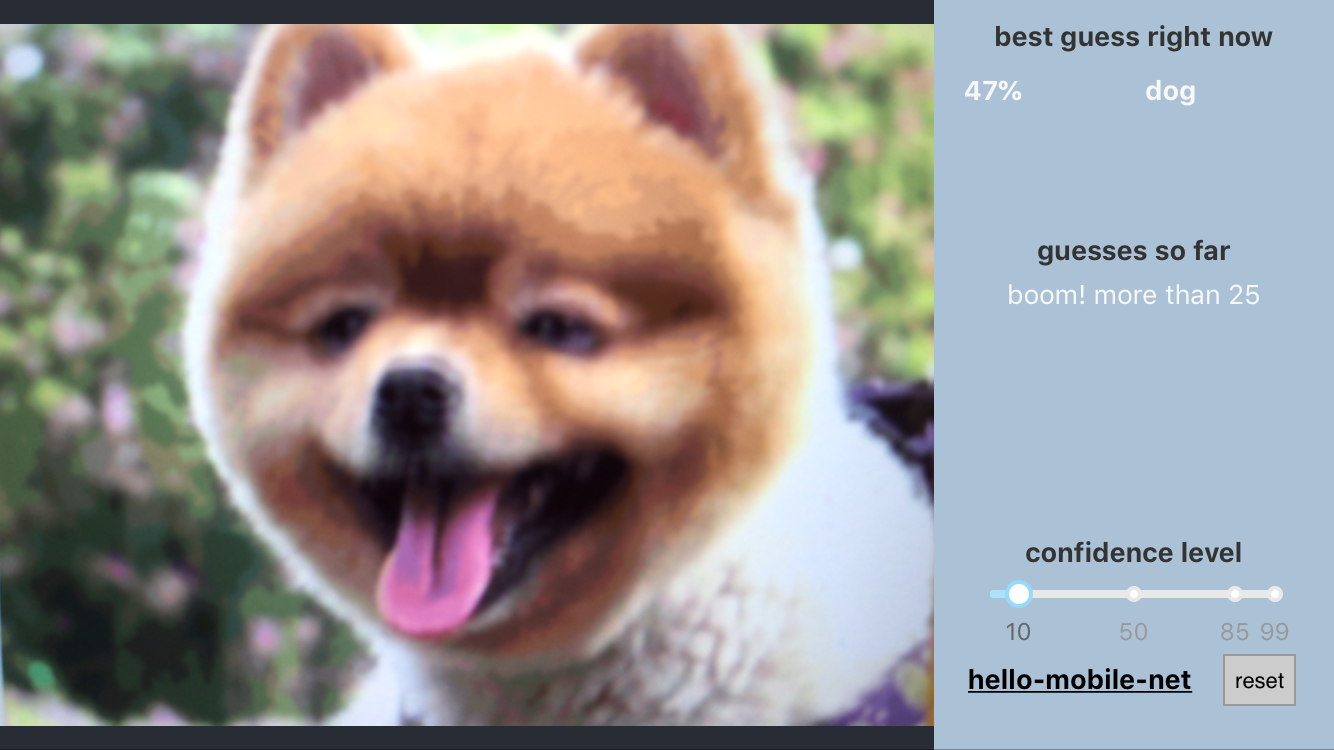 best guess right now
47% dog
guesses so far
boom! more than 25
confidence level
10 50 85 99
hello-mobile-net reset